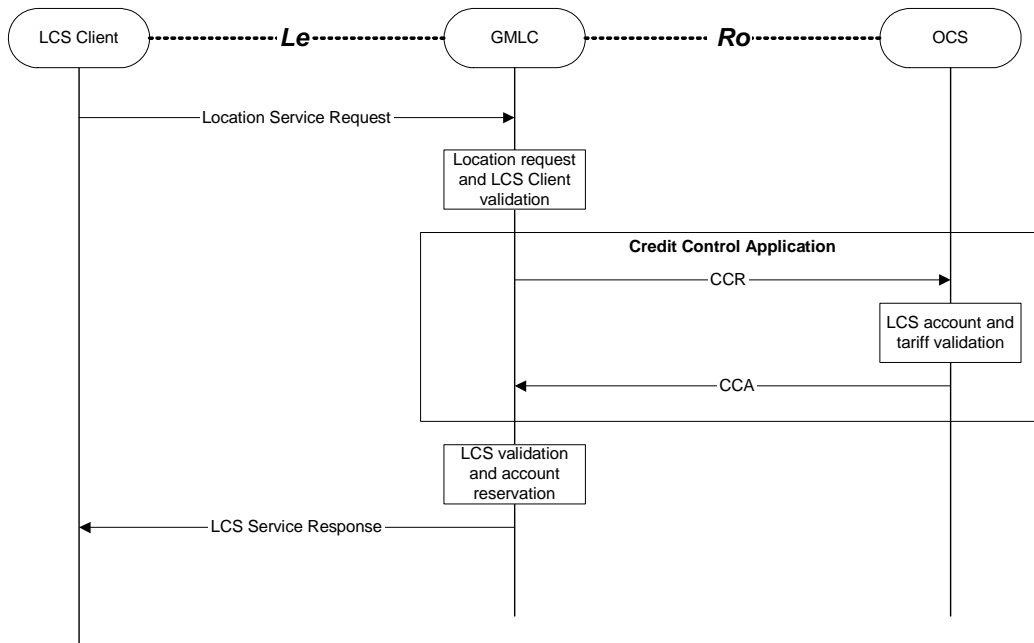 LCS Client
Le
GMLC
Ro
OCS
Location Service Request
Location request
and LCS Client
validation
Credit Control Application
CCR
LCS account and
tariff validation
CCA
LCS validation
and account
reservation
LCS Service Response